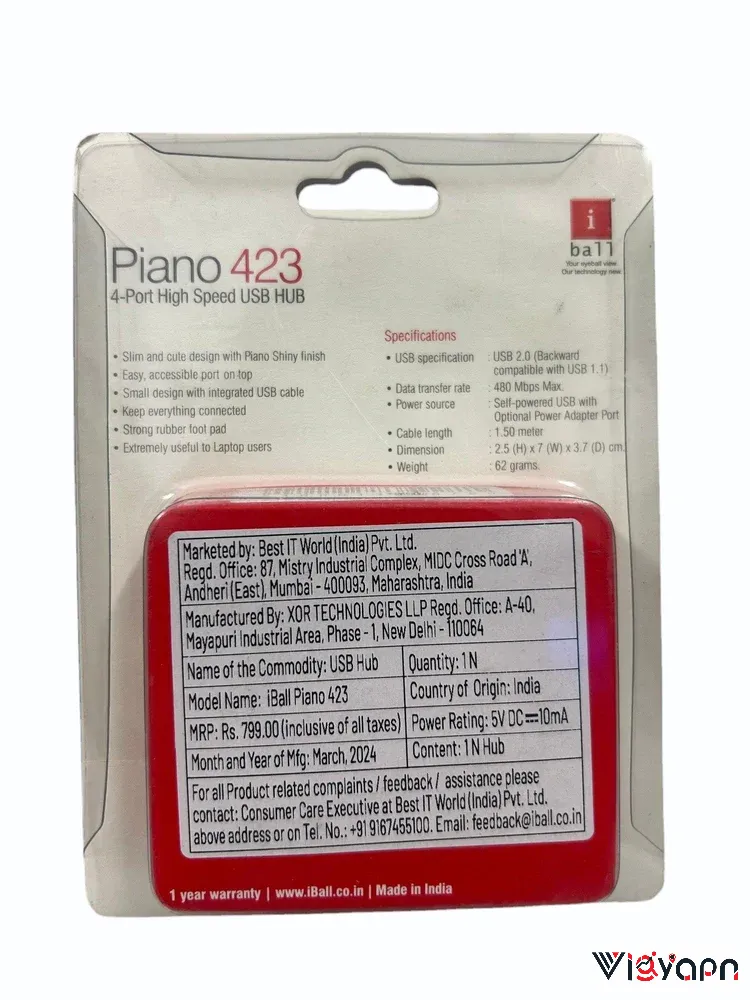 i
ball
Your eyeball view
Our technology new
Piano 423
4-Port High Speed USB HUB
• Slim and cute design with Piano Shiny finish
• Easy, accessible port on top
• Small design with integrated USB cable
• Keep everything connected
• Strong rubber foot pad
• Extremely useful to Laptop users
Specifications
• USB specification : USB 2.0 (Backward
compatible with USB 1.1)
• Data transfer rate : 480 Mbps Max.
• Power source : Self-powered USB with
Optional Power Adapter Port
• Cable length : 1.50 meter
• Dimension : 2.5 (H) x 7 (W) x 3.7 (D) cm.
• Weight : 62 grams.
Marketed by: Best IT World (India) Pvt. Ltd.
Regd. Office: 87, Mistry Industrial Complex, MIDC Cross Road 'A',
Andheri (East), Mumbai - 400093, Maharashtra, India
Manufactured By: XOR TECHNOLOGIES LLP Regd. Office: A-40,
Mayapuri Industrial Area, Phase - 1, New Delhi - 110064
Name of the Commodity: USB Hub Quantity: 1 N
Model Name: iBall Piano 423 Country of Origin: India
MRP: Rs. 799.00 (inclusive of all taxes) Power Rating: 5V DC⎓10mA
Month and Year of Mfg: March, 2024 Content: 1 N Hub
For all Product related complaints / feedback / assistance please
contact: Consumer Care Executive at Best IT World (India) Pvt. Ltd.
above address or on Tel. No.: +91 9167455100. Email: feedback@iball.co.in
1 year warranty | www.iBall.co.in | Made in India
Vigyapn